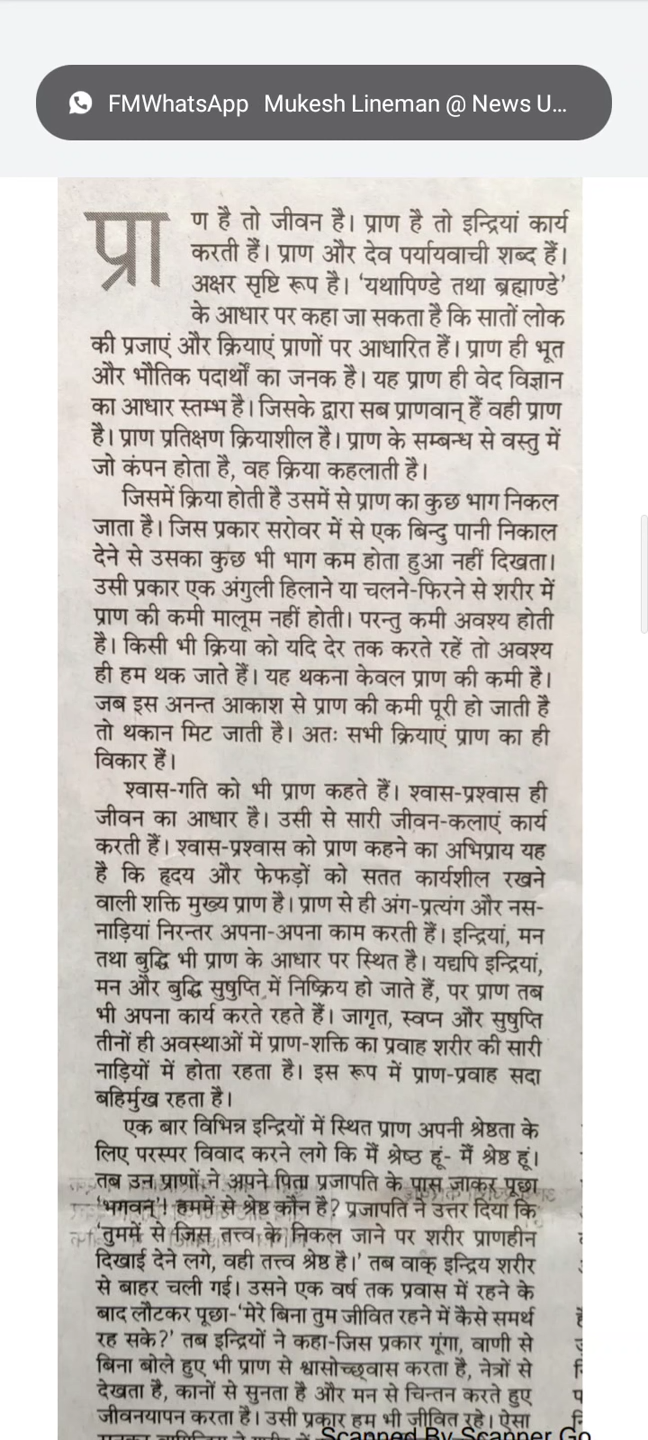 FMWhatsApp Mukesh Lineman @ News U...
प्राण है तो जीवन है। प्राण है तो इन्द्रियां कार्य
करती हैं। प्राण और देव पर्यायवाची शब्द हैं।
अक्षर सृष्टि रूप है। ‘यथापिण्डे तथा ब्रह्माण्डे’
के आधार पर कहा जा सकता है कि सातों लोक
की प्रजाएं और क्रियाएं प्राणों पर आधारित हैं। प्राण ही भूत
और भौतिक पदार्थों का जनक है। यह प्राण ही वेद विज्ञान
का आधार स्तम्भ है। जिसके द्वारा सब प्राणवान् हैं वही प्राण
है। प्राण प्रतिक्षण क्रियाशील है। प्राण के सम्बन्ध से वस्तु में
जो कंपन होता है, वह क्रिया कहलाती है।
जिसमें क्रिया होती है उसमें से प्राण का कुछ भाग निकल
जाता है। जिस प्रकार सरोवर में से एक बिन्दु पानी निकाल
देने से उसका कुछ भी भाग कम होता हुआ नहीं दिखता।
उसी प्रकार एक अंगुली हिलाने या चलने-फिरने से शरीर में
प्राण की कमी मालूम नहीं होती। परन्तु कमी अवश्य होती
है। किसी भी क्रिया को यदि देर तक करते रहें तो अवश्य
ही हम थक जाते हैं। यह थकना केवल प्राण की कमी है।
जब इस अनन्त आकाश से प्राण की कमी पूरी हो जाती है
तो थकान मिट जाती है। अतः सभी क्रियाएं प्राण का ही
विकार हैं।
श्वास-गति को भी प्राण कहते हैं। श्वास-प्रश्वास ही
जीवन का आधार है। उसी से सारी जीवन-कलाएं कार्य
करती हैं। श्वास-प्रश्वास को प्राण कहने का अभिप्राय यह
है कि हृदय और फेफड़ों को सतत कार्यशील रखने
वाली शक्ति मुख्य प्राण है। प्राण से ही अंग-प्रत्यंग और नस-
नाड़ियां निरन्तर अपना-अपना काम करती हैं। इन्द्रियां, मन
तथा बुद्धि भी प्राण के आधार पर स्थित है। यद्यपि इन्द्रियां,
मन और बुद्धि सुषुप्ति में निष्क्रिय हो जाते हैं, पर प्राण तब
भी अपना कार्य करते रहते हैं। जागृत, स्वप्न और सुषुप्ति
तीनों ही अवस्थाओं में प्राण-शक्ति का प्रवाह शरीर की सारी
नाड़ियों में होता रहता है। इस रूप में प्राण-प्रवाह सदा
बहिर्मुख रहता है।
एक बार विभिन्न इन्द्रियों में स्थित प्राण अपनी श्रेष्ठता के
लिए परस्पर विवाद करने लगे कि मैं श्रेष्ठ हूं- मैं श्रेष्ठ हूं।
तब उन प्राणों ने अपने पिता प्रजापति के पास जाकर पूछा
‘भगवन्’! हममें से श्रेष्ठ कौन है? प्रजापति ने उत्तर दिया कि
‘तुममें से जिस तत्त्व के निकल जाने पर शरीर प्राणहीन
दिखाई देने लगे, वही तत्त्व श्रेष्ठ है।’ तब वाक् इन्द्रिय शरीर
से बाहर चली गई। उसने एक वर्ष तक प्रवास में रहने के
बाद लौटकर पूछा-‘मेरे बिना तुम जीवित रहने में कैसे समर्थ
रह सके?’ तब इन्द्रियों ने कहा-जिस प्रकार गूंगा, वाणी से
बिना बोले हुए भी प्राण से श्वासोच्छ्वास करता है, नेत्रों से
देखता है, कानों से सुनता है और मन से चिन्तन करते हुए
जीवनयापन करता है। उसी प्रकार हम भी जीवित रहे। ऐसा
Scanned By Scanner Go